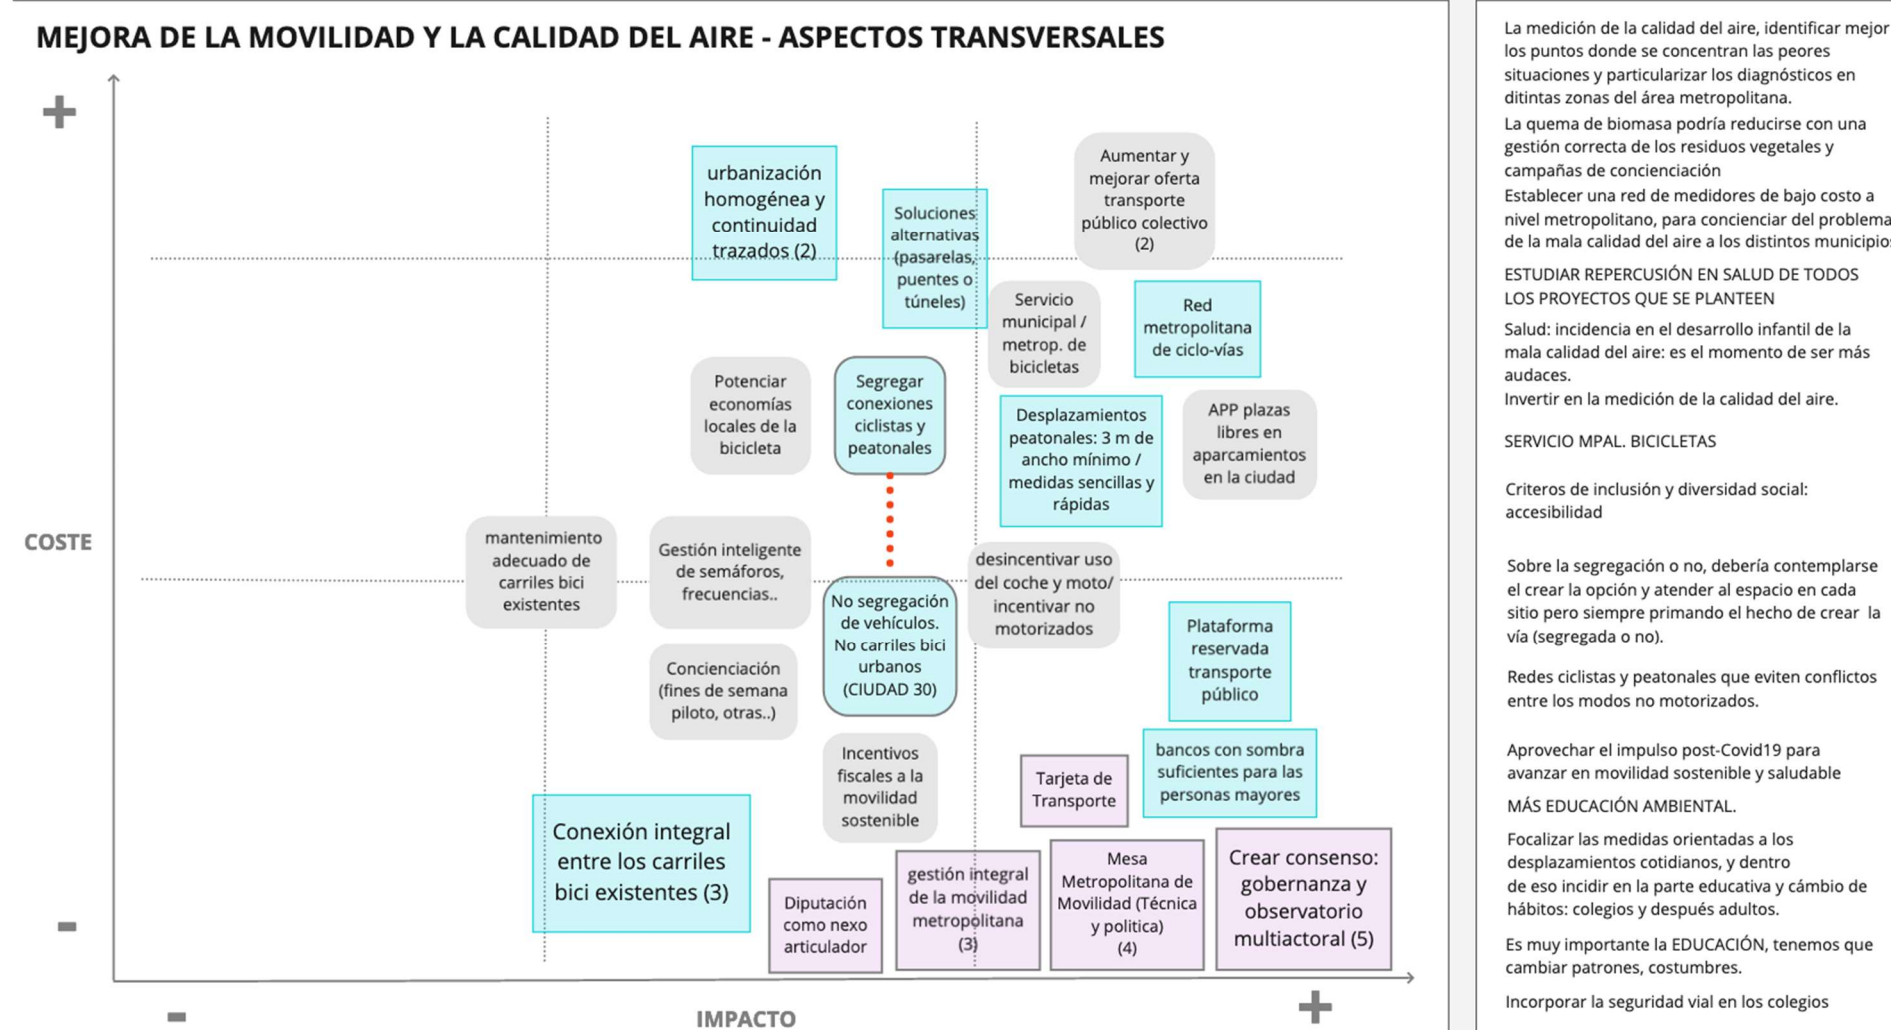 MEJORA DE LA MOVILIDAD Y LA CALIDAD DEL AIRE - ASPECTOS TRANSVERSALES
+
urbanización
homogénea y
continuidad
trazados (2)
Soluciones
alternativas
(pasarelas,
puentes o
túneles)
Aumentar y
mejorar oferta
transporte
público colectivo
(2)
Servicio
municipal /
metrop. de
bicicletas
Red
metropolitana
de ciclo-vías
Potenciar
economías
locales de la
bicicleta
Segregar
conexiones
ciclistas y
peatonales
Desplazamientos
peatonales: 3 m de
ancho mínimo /
medidas sencillas y
rápidas
APP plazas
libres en
aparcamientos
en la ciudad
COSTE
mantenimiento
adecuado de
carriles bici
existentes
Gestión inteligente
de semáforos,
frecuencias..
No segregación
de vehículos.
No carriles bici
urbanos
(CIUDAD 30)
desincentivar uso
del coche y moto/
incentivar no
motorizados
Plataforma
reservada
transporte
público
Concienciación
(fines de semana
piloto, otras..)
Incentivos
fiscales a la
movilidad
sostenible
Tarjeta de
Transporte
bancos con sombra
suficientes para las
personas mayores
Conexión integral
entre los carriles
bici existentes (3)
Diputación
como nexo
articulador
gestión integral
de la movilidad
metropolitana
(3)
Mesa
Metropolitana de
Movilidad (Técnica
y politica)
(4)
Crear consenso:
gobernanza y
observatorio
multiactoral (5)
-
-
IMPACTO
+
La medición de la calidad del aire, identificar mejor
los puntos donde se concentran las peores
situaciones y particularizar los diagnósticos en
ditintas zonas del área metropolitana.
La quema de biomasa podría reducirse con una
gestión correcta de los residuos vegetales y
campañas de concienciación
Establecer una red de medidores de bajo costo a
nivel metropolitano, para concienciar del problema
de la mala calidad del aire a los distintos municipios
ESTUDIAR REPERCUSIÓN EN SALUD DE TODOS
LOS PROYECTOS QUE SE PLANTEEN
Salud: incidencia en el desarrollo infantil de la
mala calidad del aire: es el momento de ser más
audaces.
Invertir en la medición de la calidad del aire.
SERVICIO MPAL. BICICLETAS
Criteros de inclusión y diversidad social:
accesibilidad
Sobre la segregación o no, debería contemplarse
el crear la opción y atender al espacio en cada
sitio pero siempre primando el hecho de crear la
vía (segregada o no).
Redes ciclistas y peatonales que eviten conflictos
entre los modos no motorizados.
Aprovechar el impulso post-Covid19 para
avanzar en movilidad sostenible y saludable
MÁS EDUCACIÓN AMBIENTAL.
Focalizar las medidas orientadas a los
desplazamientos cotidianos, y dentro
de eso incidir en la parte educativa y cámbio de
hábitos: colegios y después adultos.
Es muy importante la EDUCACIÓN, tenemos que
cambiar patrones, costumbres.
Incorporar la seguridad vial en los colegios